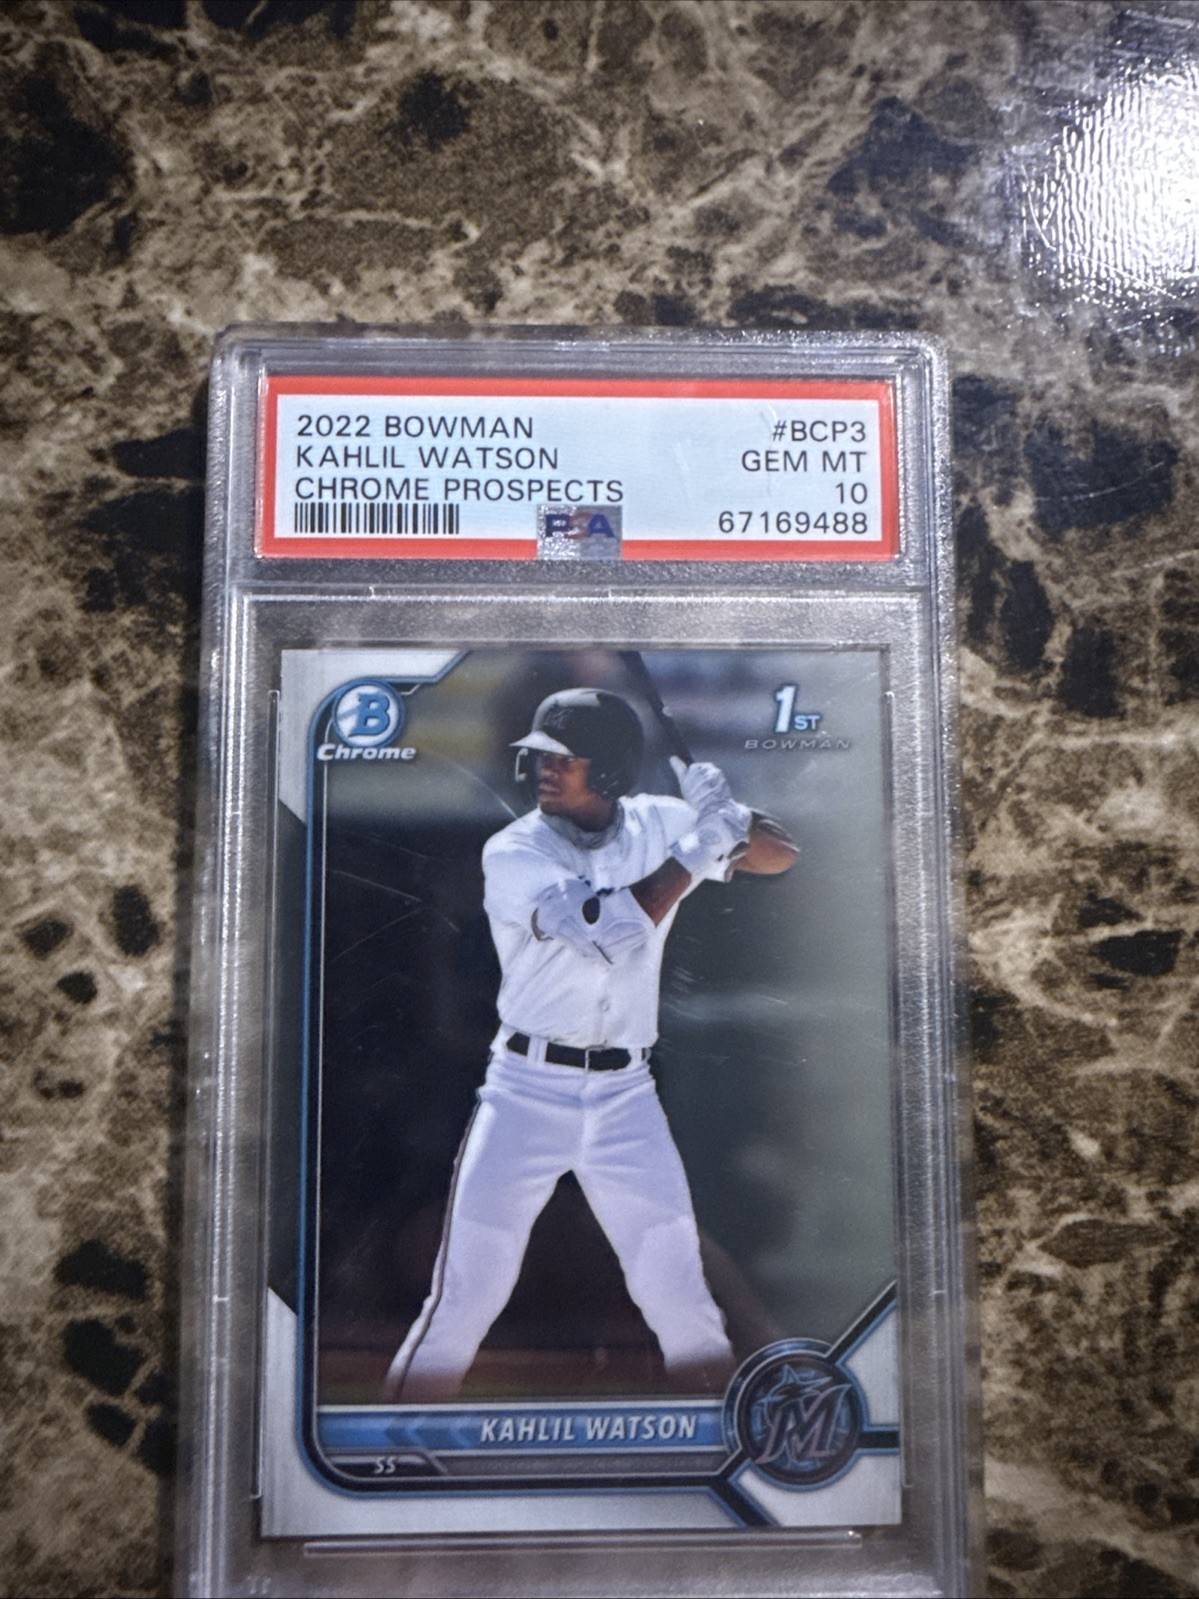 2022 BOWMAN #BCP3
KAHLIL WATSON GEM MT
CHROME PROSPECTS 10
PSA 67169488
B
Chrome
1ST
BOWMAN
KAHLIL WATSON
SS
M